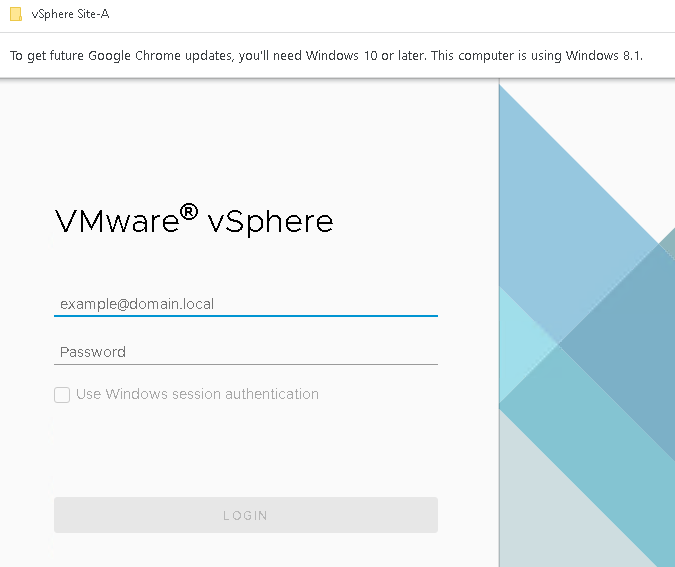 vSphere Site-A
To get future Google Chrome updates, you'll need Windows 10 or later. This computer is using Windows 8.1.
VMware® vSphere
example@domain.local
Password
Use Windows session authentication
LOGIN